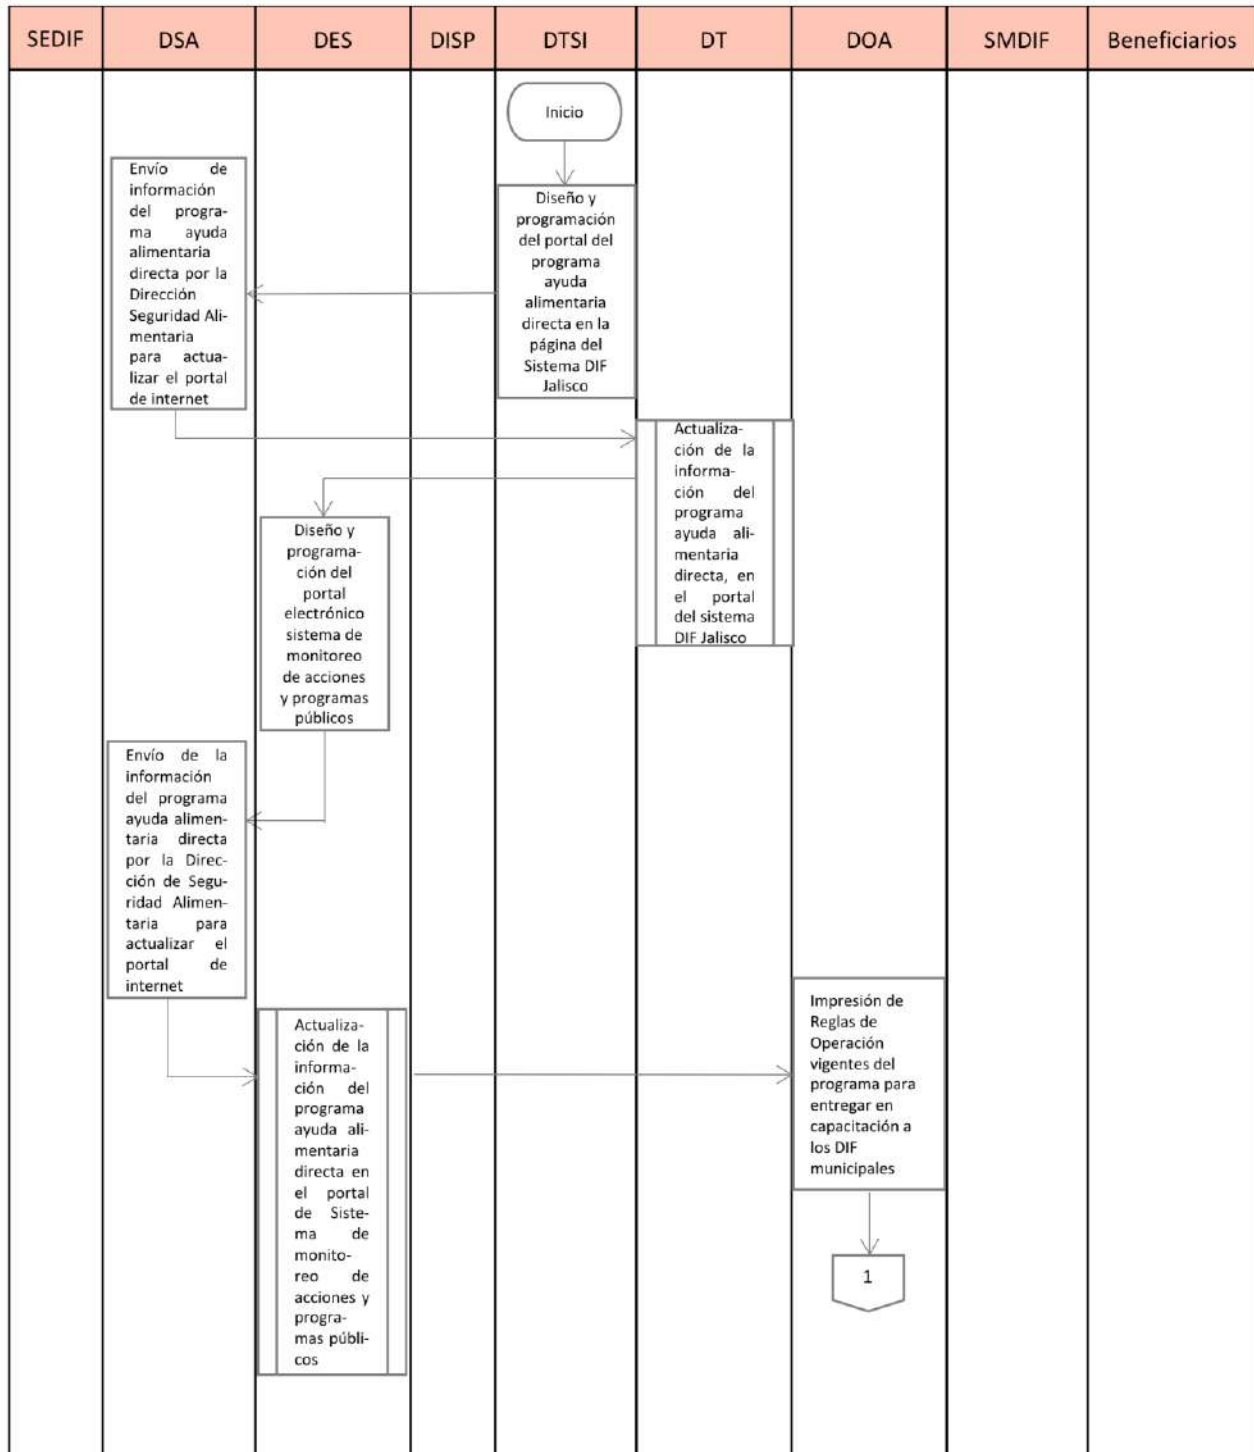 SEDIF DSA DES DISP DTSI DT DOA SMDIF Beneficiarios
Inicio
Diseño y
programación
del portal del
programa
ayuda
alimentaria
directa en la
página del
Sistema DIF
Jalisco
Envío de
información
del progra-
ma ayuda
alimentaria
directa por la
Dirección
Seguridad Ali-
mentaria
para actua-
lizar el portal
de internet
Actualiza-
ción de la
informa-
ción del
programa
ayuda ali-
mentaria
directa, en
el portal
del sistema
DIF Jalisco
Diseño y
programa-
ción del
portal
electrónico
sistema de
monitoreo
de acciones
y programas
públicos
Envío de la
información
del programa
ayuda alimen-
taria directa
por la Direc-
ción de Segu-
ridad Alimen-
taria para
actualizar el
portal de
internet
Actualiza-
ción de la
informa-
ción del
programa
ayuda ali-
mentaria
directa en
el portal
de Siste-
ma de
monito-
reo de
acciones y
progra-
mas públi-
cos
Impresión de
Reglas de
Operación
vigentes del
programa para
entregar en
capacitación a
los DIF
municipales
1